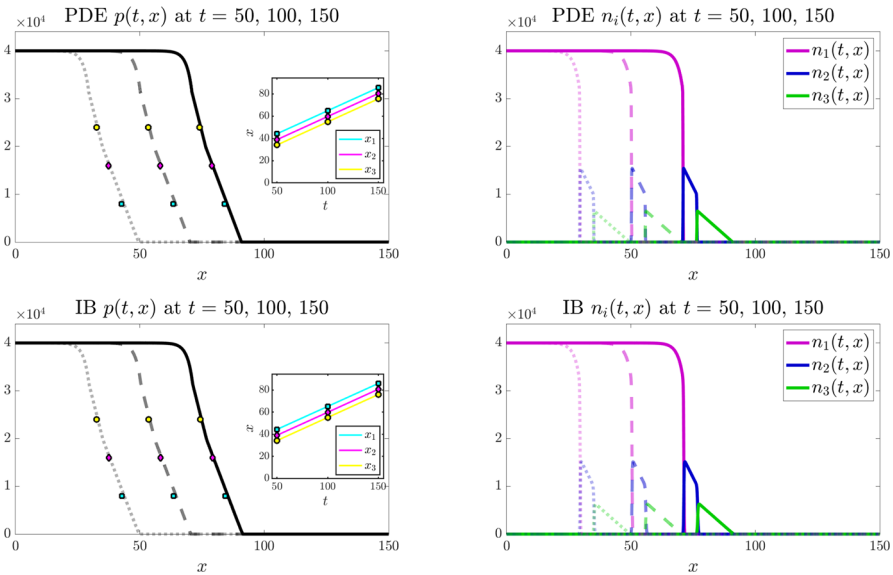 PDE p(t, x) at t = 50, 100, 150
×10⁴
4
3
2
1
0
0 50 100 150
x
x
80
60
40
20
0
50 100 150
t
x₁
x₂
x₃
PDE nᵢ(t, x) at t = 50, 100, 150
×10⁴
4
3
2
1
0
0 50 100 150
x
n₁(t, x)
n₂(t, x)
n₃(t, x)
IB p(t, x) at t = 50, 100, 150
×10⁴
4
3
2
1
0
0 50 100 150
x
x
80
60
40
20
0
50 100 150
t
x₁
x₂
x₃
IB nᵢ(t, x) at t = 50, 100, 150
×10⁴
4
3
2
1
0
0 50 100 150
x
n₁(t, x)
n₂(t, x)
n₃(t, x)